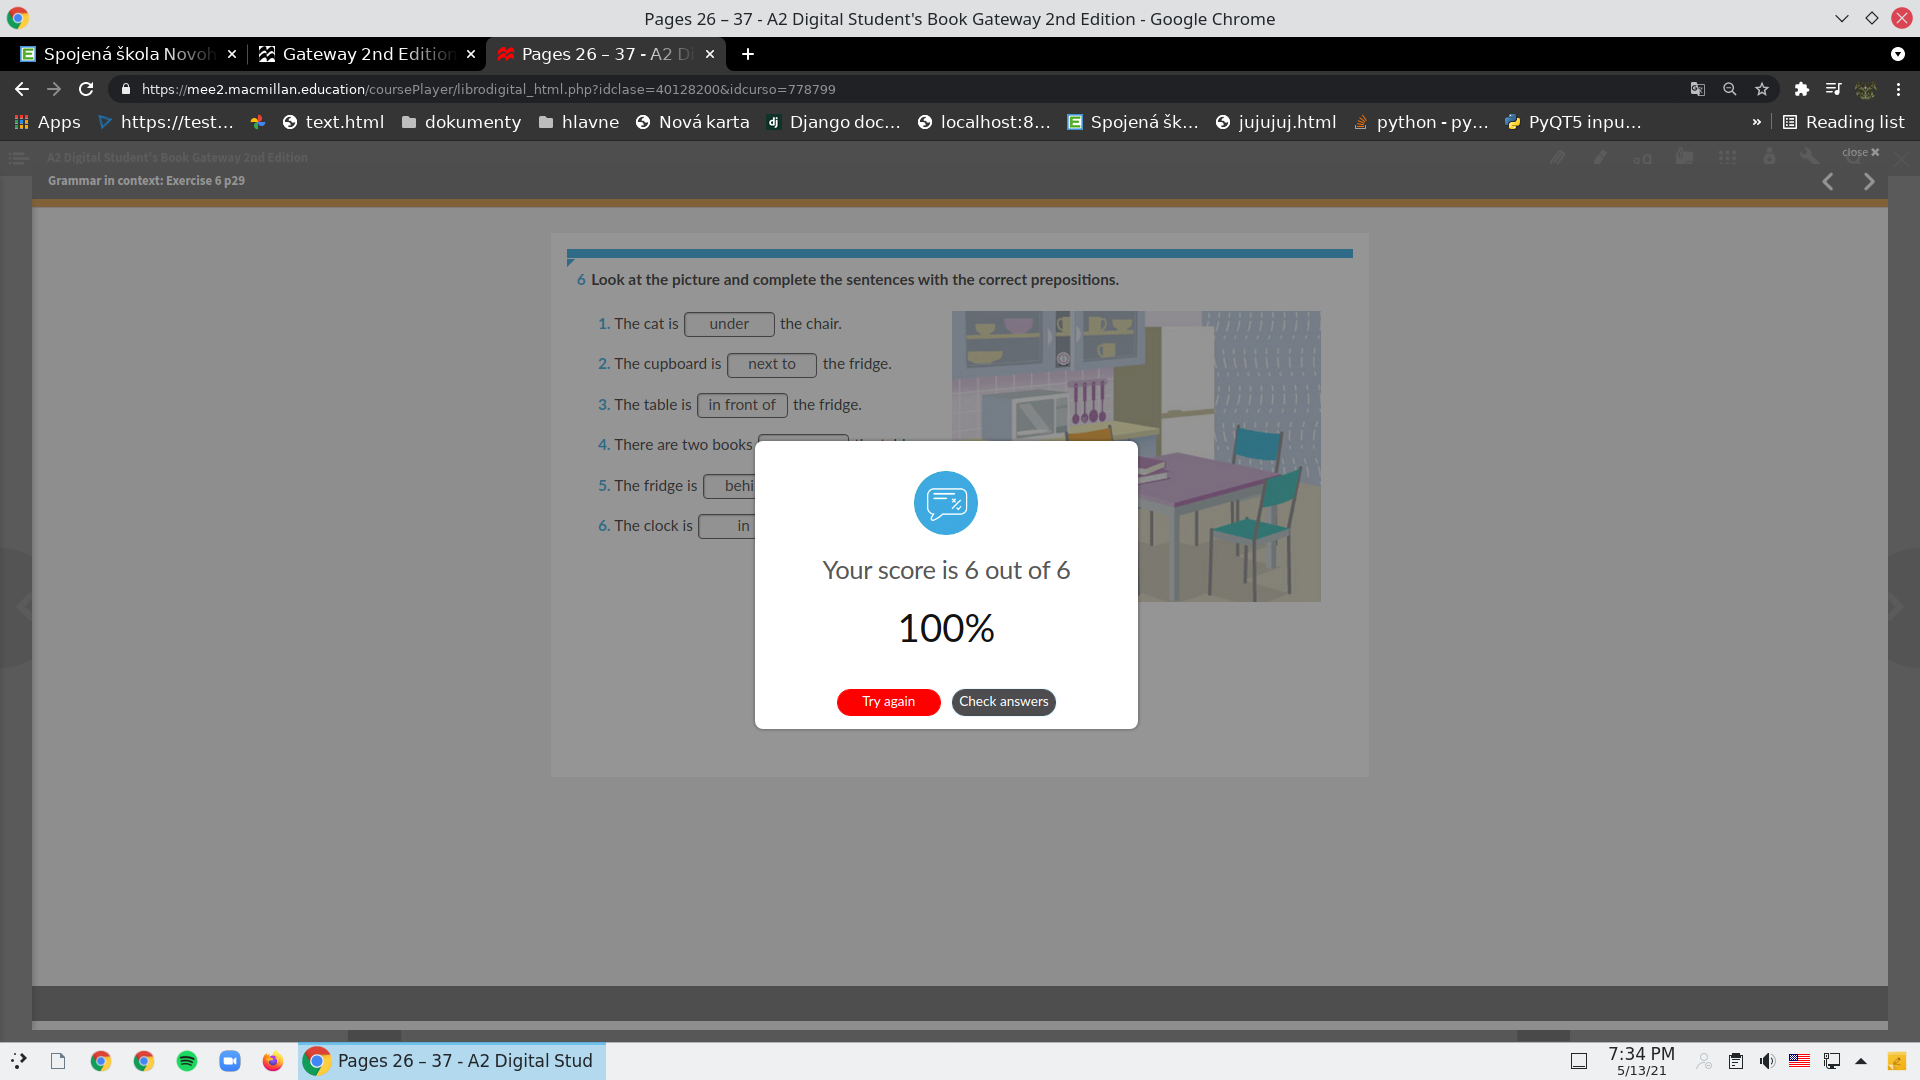 Pages 26 – 37 - A2 Digital Student's Book Gateway 2nd Edition - Google Chrome
Spojená škola Novoh
Gateway 2nd Edition
Pages 26 – 37 - A2 Di
https://mee2.macmillan.education/coursePlayer/librodigital_html.php?idclase=40128200&idcurso=778799
Apps
https://test...
text.html
dokumenty
hlavne
Nová karta
Django doc...
localhost:8...
Spojená šk...
jujujuj.html
python - py...
PyQT5 inpu...
»
Reading list
A2 Digital Student's Book Gateway 2nd Edition
close
Grammar in context: Exercise 6 p29
6 Look at the picture and complete the sentences with the correct prepositions.
1. The cat is under the chair.
2. The cupboard is next to the fridge.
3. The table is in front of the fridge.
4. There are two books
5. The fridge is behi
6. The clock is in
Your score is 6 out of 6
100%
Try again
Check answers
Pages 26 – 37 - A2 Digital Stud
7:34 PM
5/13/21